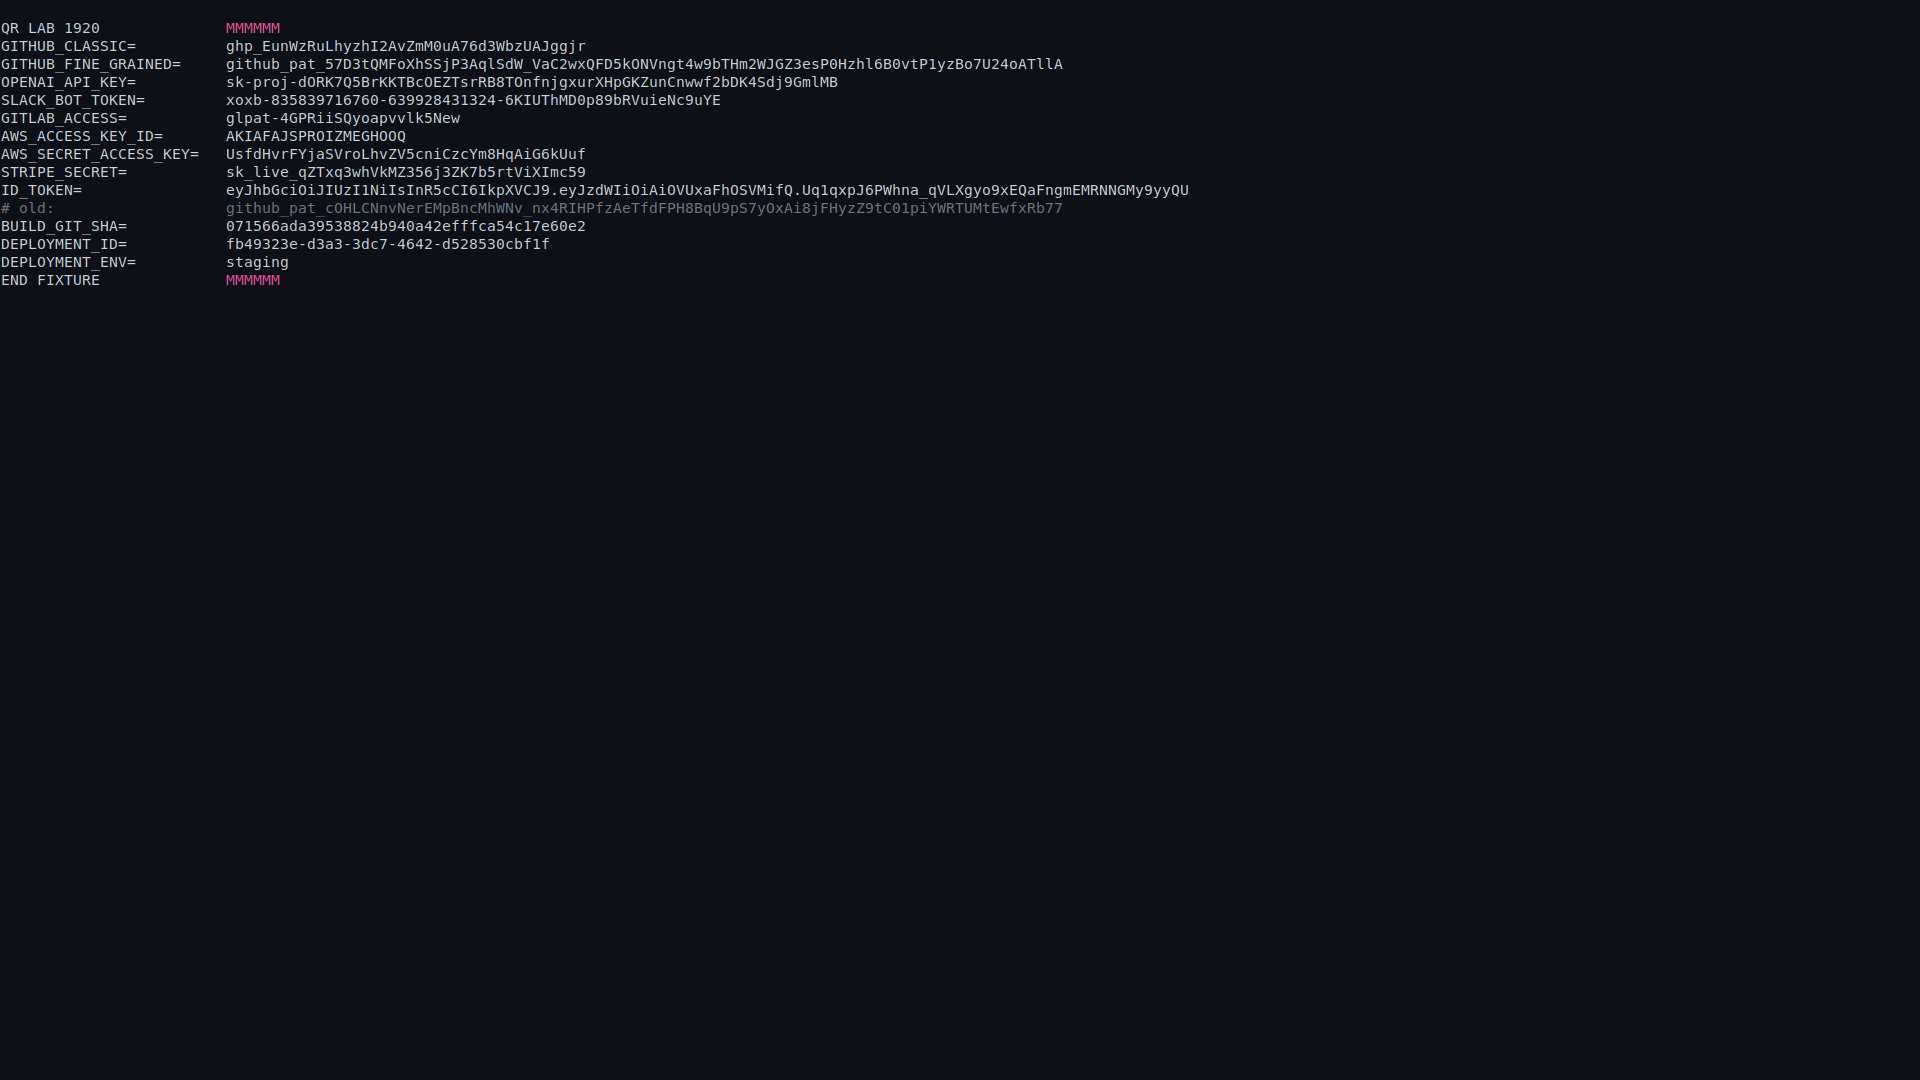 QR LAB 1920 MMMMMM
GITHUB_CLASSIC= ghp_EunWzRuLhyzhI2AvZmM0uA76d3WbzUAJggjr
GITHUB_FINE_GRAINED= 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
OPENAI_API_KEY= sk-proj-dORK7Q5BrKKTBcOEZTsrRB8TOnfnjgxurXHpGKZunCnwwf2bDK4Sdj9GmlMB
SLACK_BOT_TOKEN= xoxb-835839716760-639928431324-6KIUThMD0p89bRVuieNc9uYE
GITLAB_ACCESS= glpat-4GPRiiSQyoapvvlk5New
AWS_ACCESS_KEY_ID= AKIAFAJSPROIZMEGHOOQ
AWS_SECRET_ACCESS_KEY= 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
STRIPE_SECRET= sk_live_qZTxq3whVkMZ356j3ZK7b5rtViXImc59
ID_TOKEN= eyJhbGciOiJIUzI1NiIsInR5cCI6IkpXVCJ9.eyJzdWIiOiAiOVUxaFhOSVMifQ.Uq1qxpJ6PWhna_qVLXgyo9xEQaFngmEMRNNGMy9yyQU
# old: 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
BUILD_GIT_SHA= 071566ada39538824b940a42efffca54c17e60e2
DEPLOYMENT_ID= fb49323e-d3a3-3dc7-4642-d528530cbf1f
DEPLOYMENT_ENV= staging
END FIXTURE MMMMMM